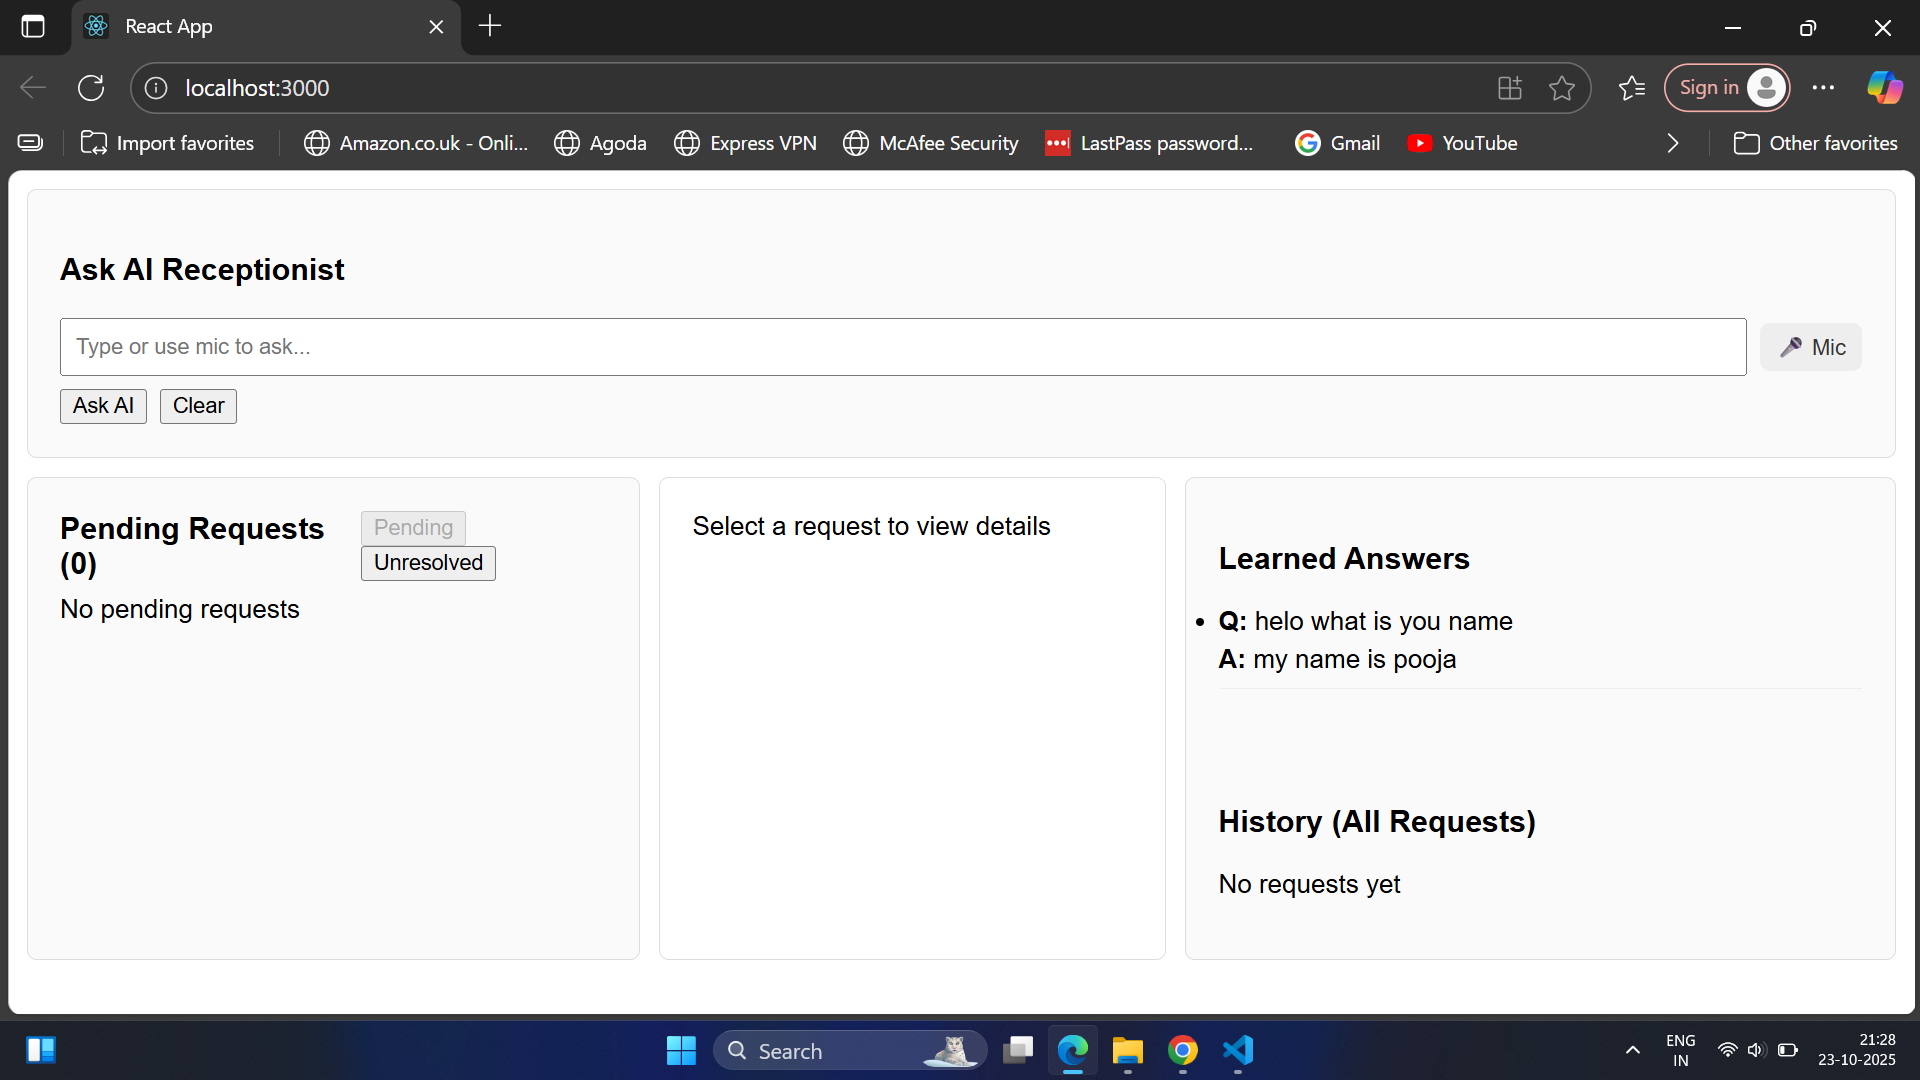 React App
localhost:3000
Sign in
Import favorites
Amazon.co.uk - Onli...
Agoda
Express VPN
McAfee Security
LastPass password...
Gmail
YouTube
Other favorites
Ask AI Receptionist
Type or use mic to ask...
Mic
Ask AI
Clear
Pending Requests
(0)
Pending
Unresolved
No pending requests
Select a request to view details
Learned Answers
Q: helo what is you name
A: my name is pooja
History (All Requests)
No requests yet
Search
ENG
IN
21:28
23-10-2025